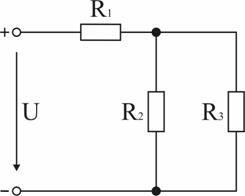 R₁
+
U
R₂
R₃
−